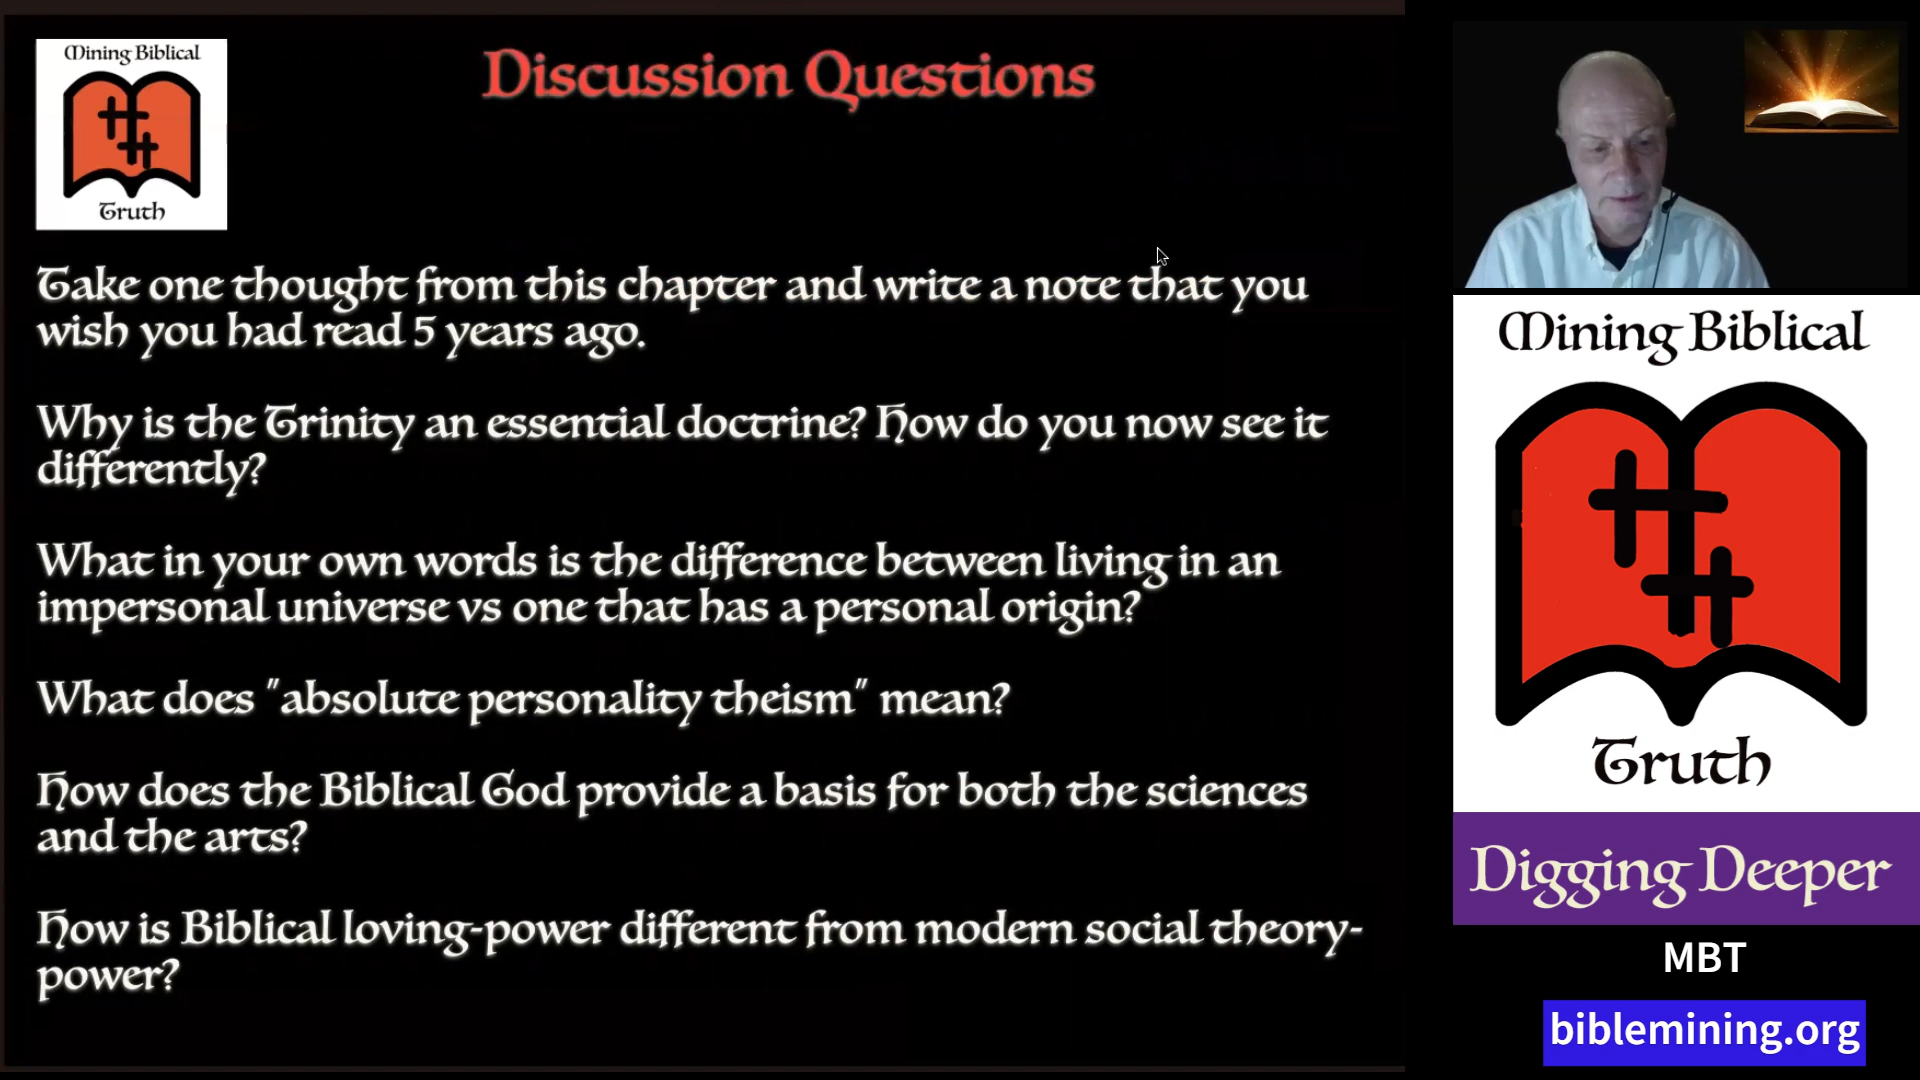 Mining Biblical
Truth
Discussion Questions
Take one thought from this chapter and write a note that you
wish you had read 5 years ago.
Why is the Trinity an essential doctrine? How do you now see it
differently?
What in your own words is the difference between living in an
impersonal universe vs one that has a personal origin?
What does "absolute personality theism" mean?
How does the Biblical God provide a basis for both the sciences
and the arts?
How is Biblical loving-power different from modern social theory-
power?
Mining Biblical
Truth
Digging Deeper
MBT
biblemining.org